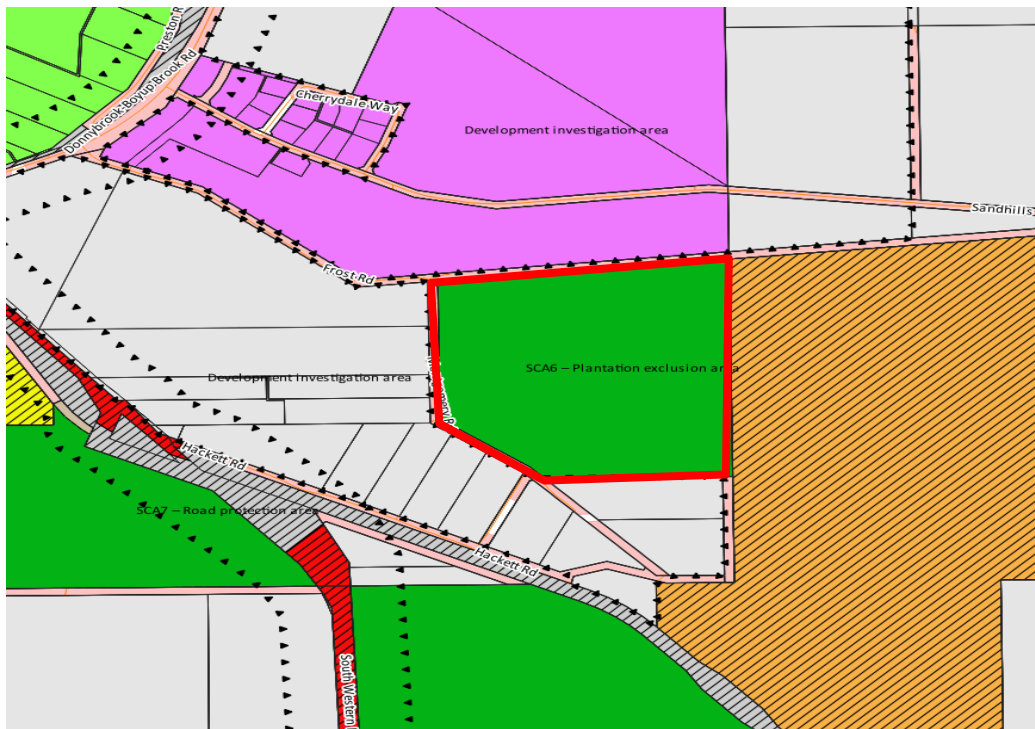 Preston R
Donnybrook-Boyup Brook Rd
Cherrydale Way
Development investigation area
Sandhills
Frost Rd
SCA6 – Plantation exclusion area
Development investigation area
Hackett Rd
SCA7 – Road protection area
Hackett Rd
South Western